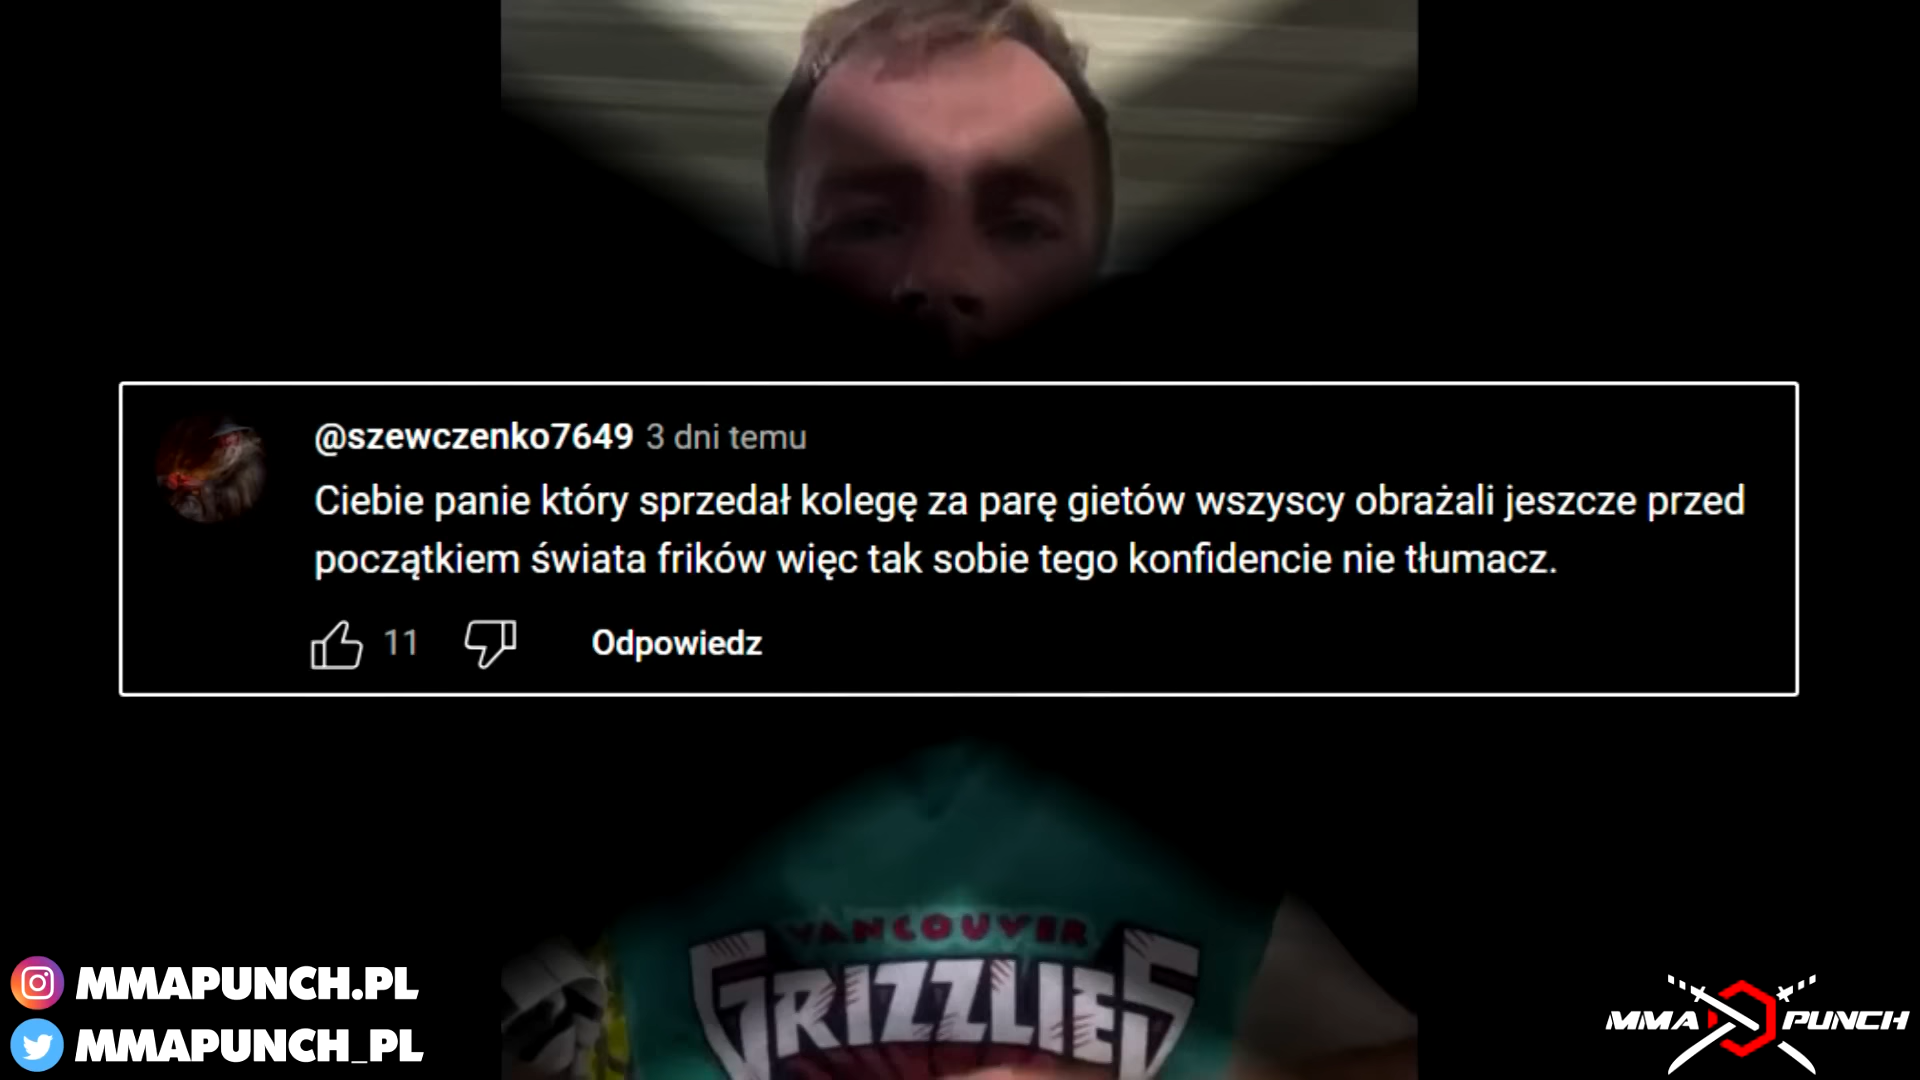 @szewczenko7649 3 dni temu
Ciebie panie który sprzedał kolegę za parę gietów wszyscy obrażali jeszcze przed
początkiem świata frików więc tak sobie tego konfidencie nie tłumacz.
11 Odpowiedz
VANCOUVER
GRIZZLIES
MMAPUNCH.PL
MMAPUNCH_PL
MMA PUNCH